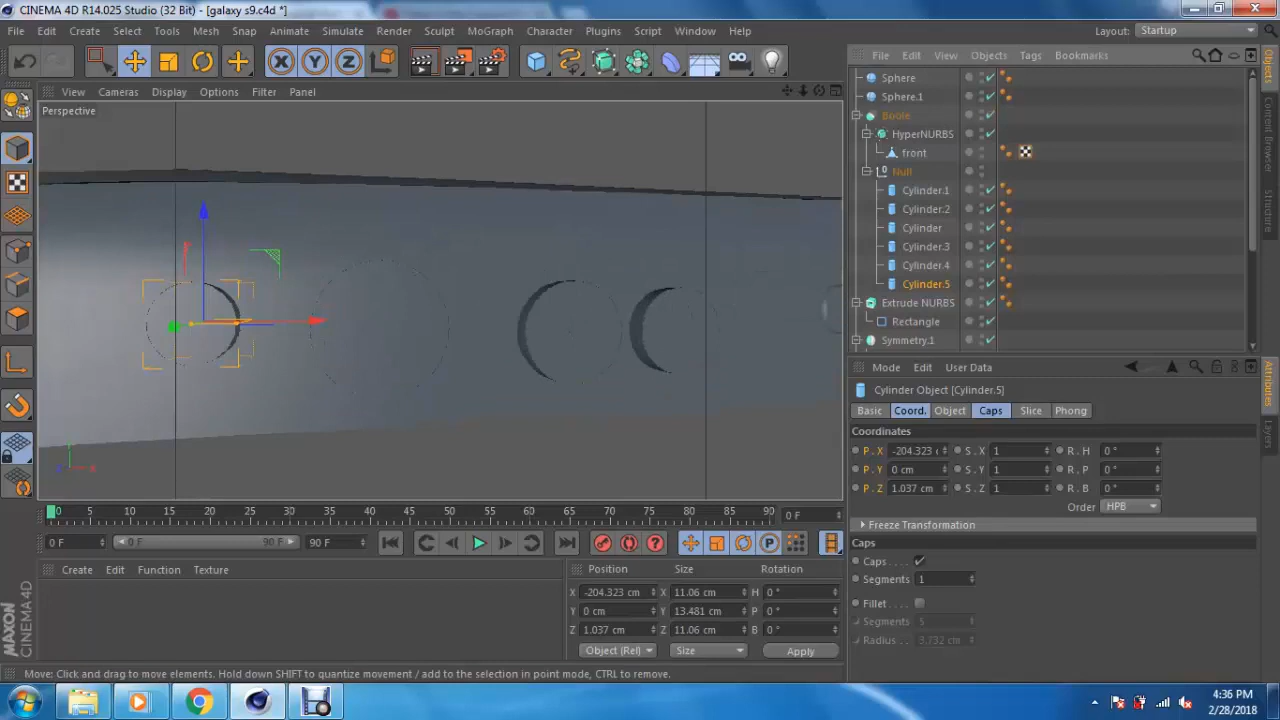 CINEMA 4D R14.025 Studio (32 Bit) - [galaxy s9.c4d *]
File Edit Create Select Tools Mesh Snap Animate Simulate Render Sculpt MoGraph Character Plugins Script Window Help Layout: Startup
File Edit View Objects Tags Bookmarks
View Cameras Display Options Filter Panel
Perspective
Sphere
Sphere.1
Boole
HyperNURBS
front
Null
Cylinder.1
Cylinder.2
Cylinder
Cylinder.3
Cylinder.4
Cylinder.5
Extrude NURBS
Rectangle
Symmetry.1
Objects
Content Browser
Structure
Mode Edit User Data
Cylinder Object [Cylinder.5]
Basic Coord. Object Caps Slice Phong
Coordinates
P . X -204.323 c S . X 1 R . H 0 °
P . Y 0 cm S . Y 1 R . P 0 °
P . Z 1.037 cm S . Z 1 R . B 0 °
Order HPB
Freeze Transformation
Caps
Caps . . . .
Segments 1
Fillet . . . .
Segments 5
Radius . . 3.732 cm
Attributes
Layers
0 5 10 15 20 25 30 35 40 45 50 55 60 65 70 75 80 85 90 0 F
0 F 0 F 90 F 90 F
Create Edit Function Texture
Position Size Rotation
X -204.323 cm X 11.06 cm H 0 °
Y 0 cm Y 13.481 cm P 0 °
Z 1.037 cm Z 11.06 cm B 0 °
Object (Rel) Size Apply
MAXON
CINEMA 4D
Move: Click and drag to move elements. Hold down SHIFT to quantize movement / add to the selection in point mode, CTRL to remove.
4:36 PM
2/28/2018